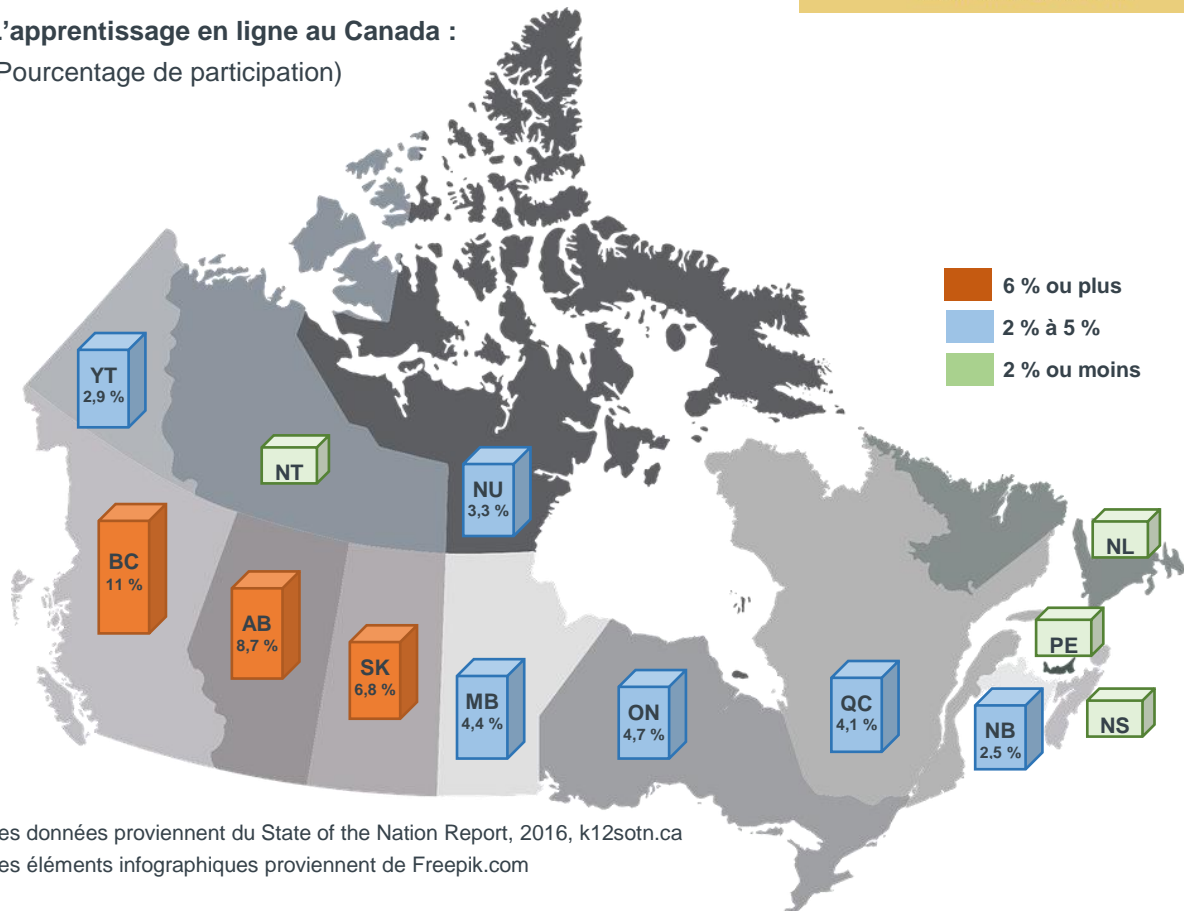 'apprentissage en ligne au Canada :
Pourcentage de participation)
6 % ou plus
2 % à 5 %
2 % ou moins
YT
2,9 %
NT
NU
3,3 %
BC
11 %
AB
8,7 %
SK
6,8 %
MB
4,4 %
ON
4,7 %
QC
4,1 %
NB
2,5 %
NL
PE
NS
es données proviennent du State of the Nation Report, 2016, k12sotn.ca
es éléments infographiques proviennent de Freepik.com